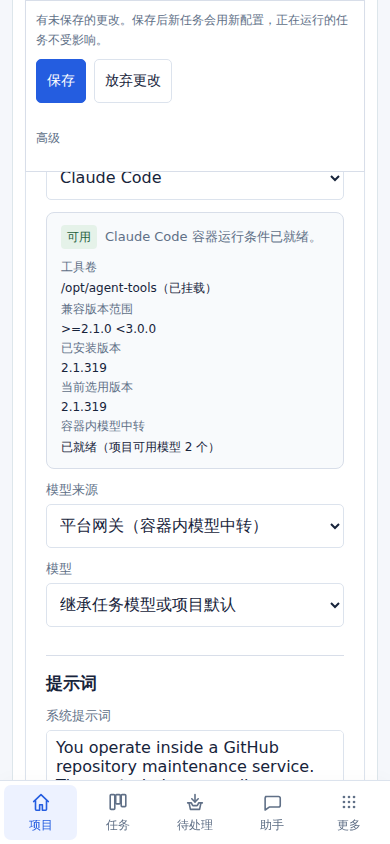 有未保存的更改。保存后新任务会用新配置，正在运行的任
务不受影响。
保存
放弃更改
高级
Claude Code
可用 Claude Code 容器运行条件已就绪。
工具卷
/opt/agent-tools（已挂载）
兼容版本范围
>=2.1.0 <3.0.0
已安装版本
2.1.319
当前选用版本
2.1.319
容器内模型中转
已就绪（项目可用模型 2 个）
模型来源
平台网关（容器内模型中转）
模型
继承任务模型或项目默认
提示词
系统提示词
You operate inside a GitHub
repository maintenance service.
项目
任务
待处理
助手
更多